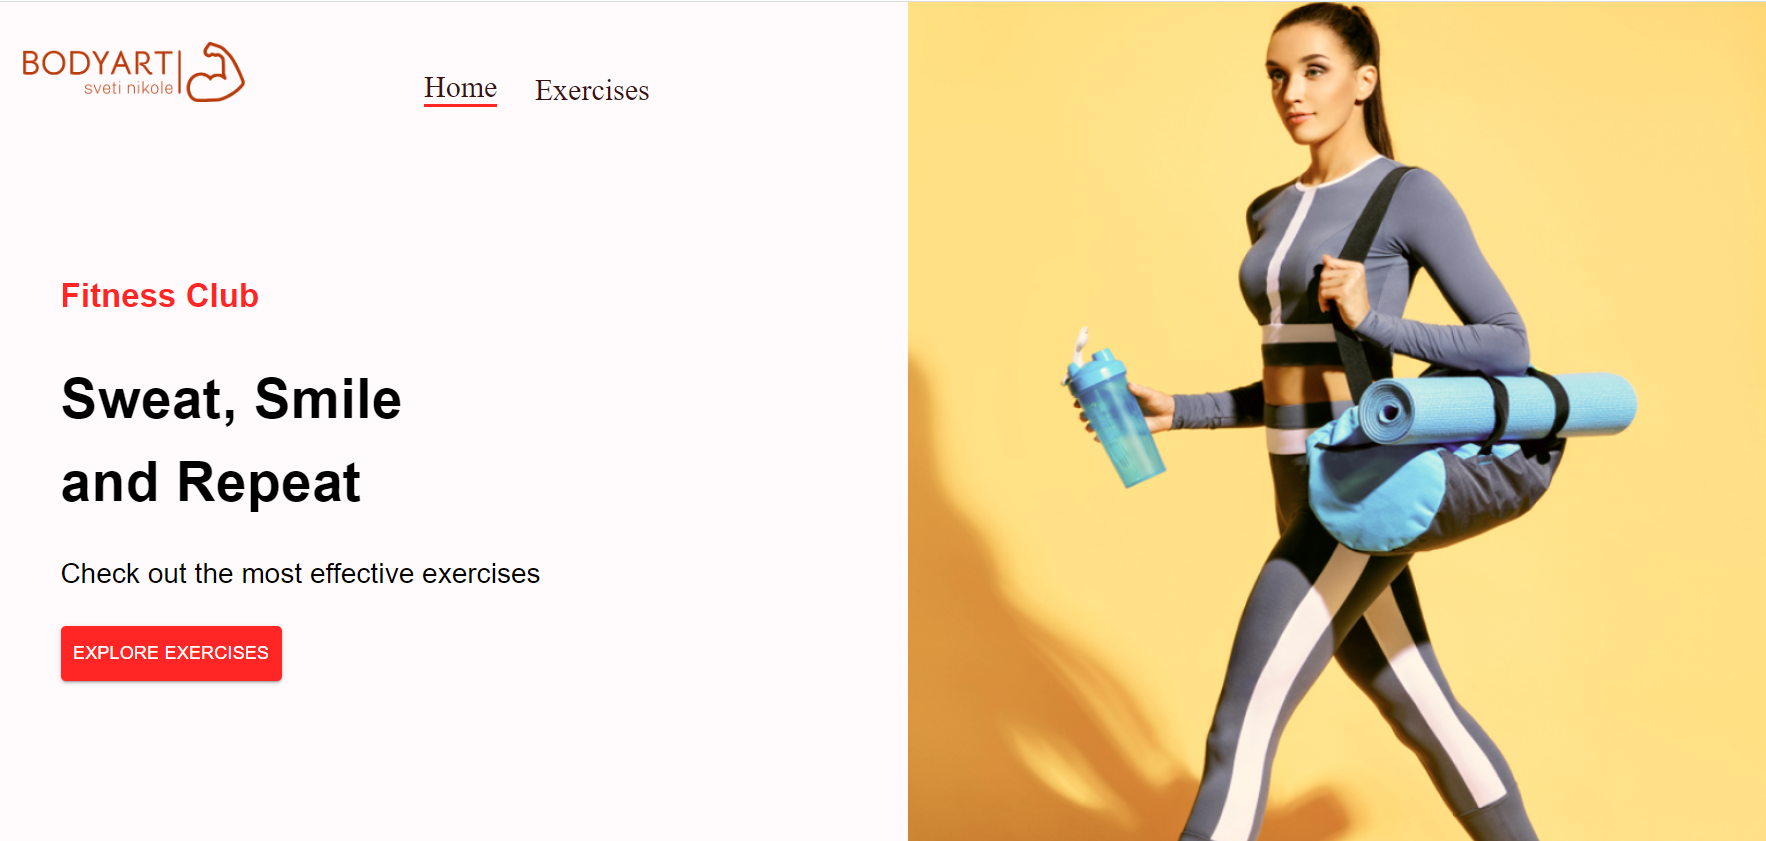 BODYART
sveti nikole
Home Exercises
Fitness Club
Sweat, Smile
and Repeat
Check out the most effective exercises
EXPLORE EXERCISES